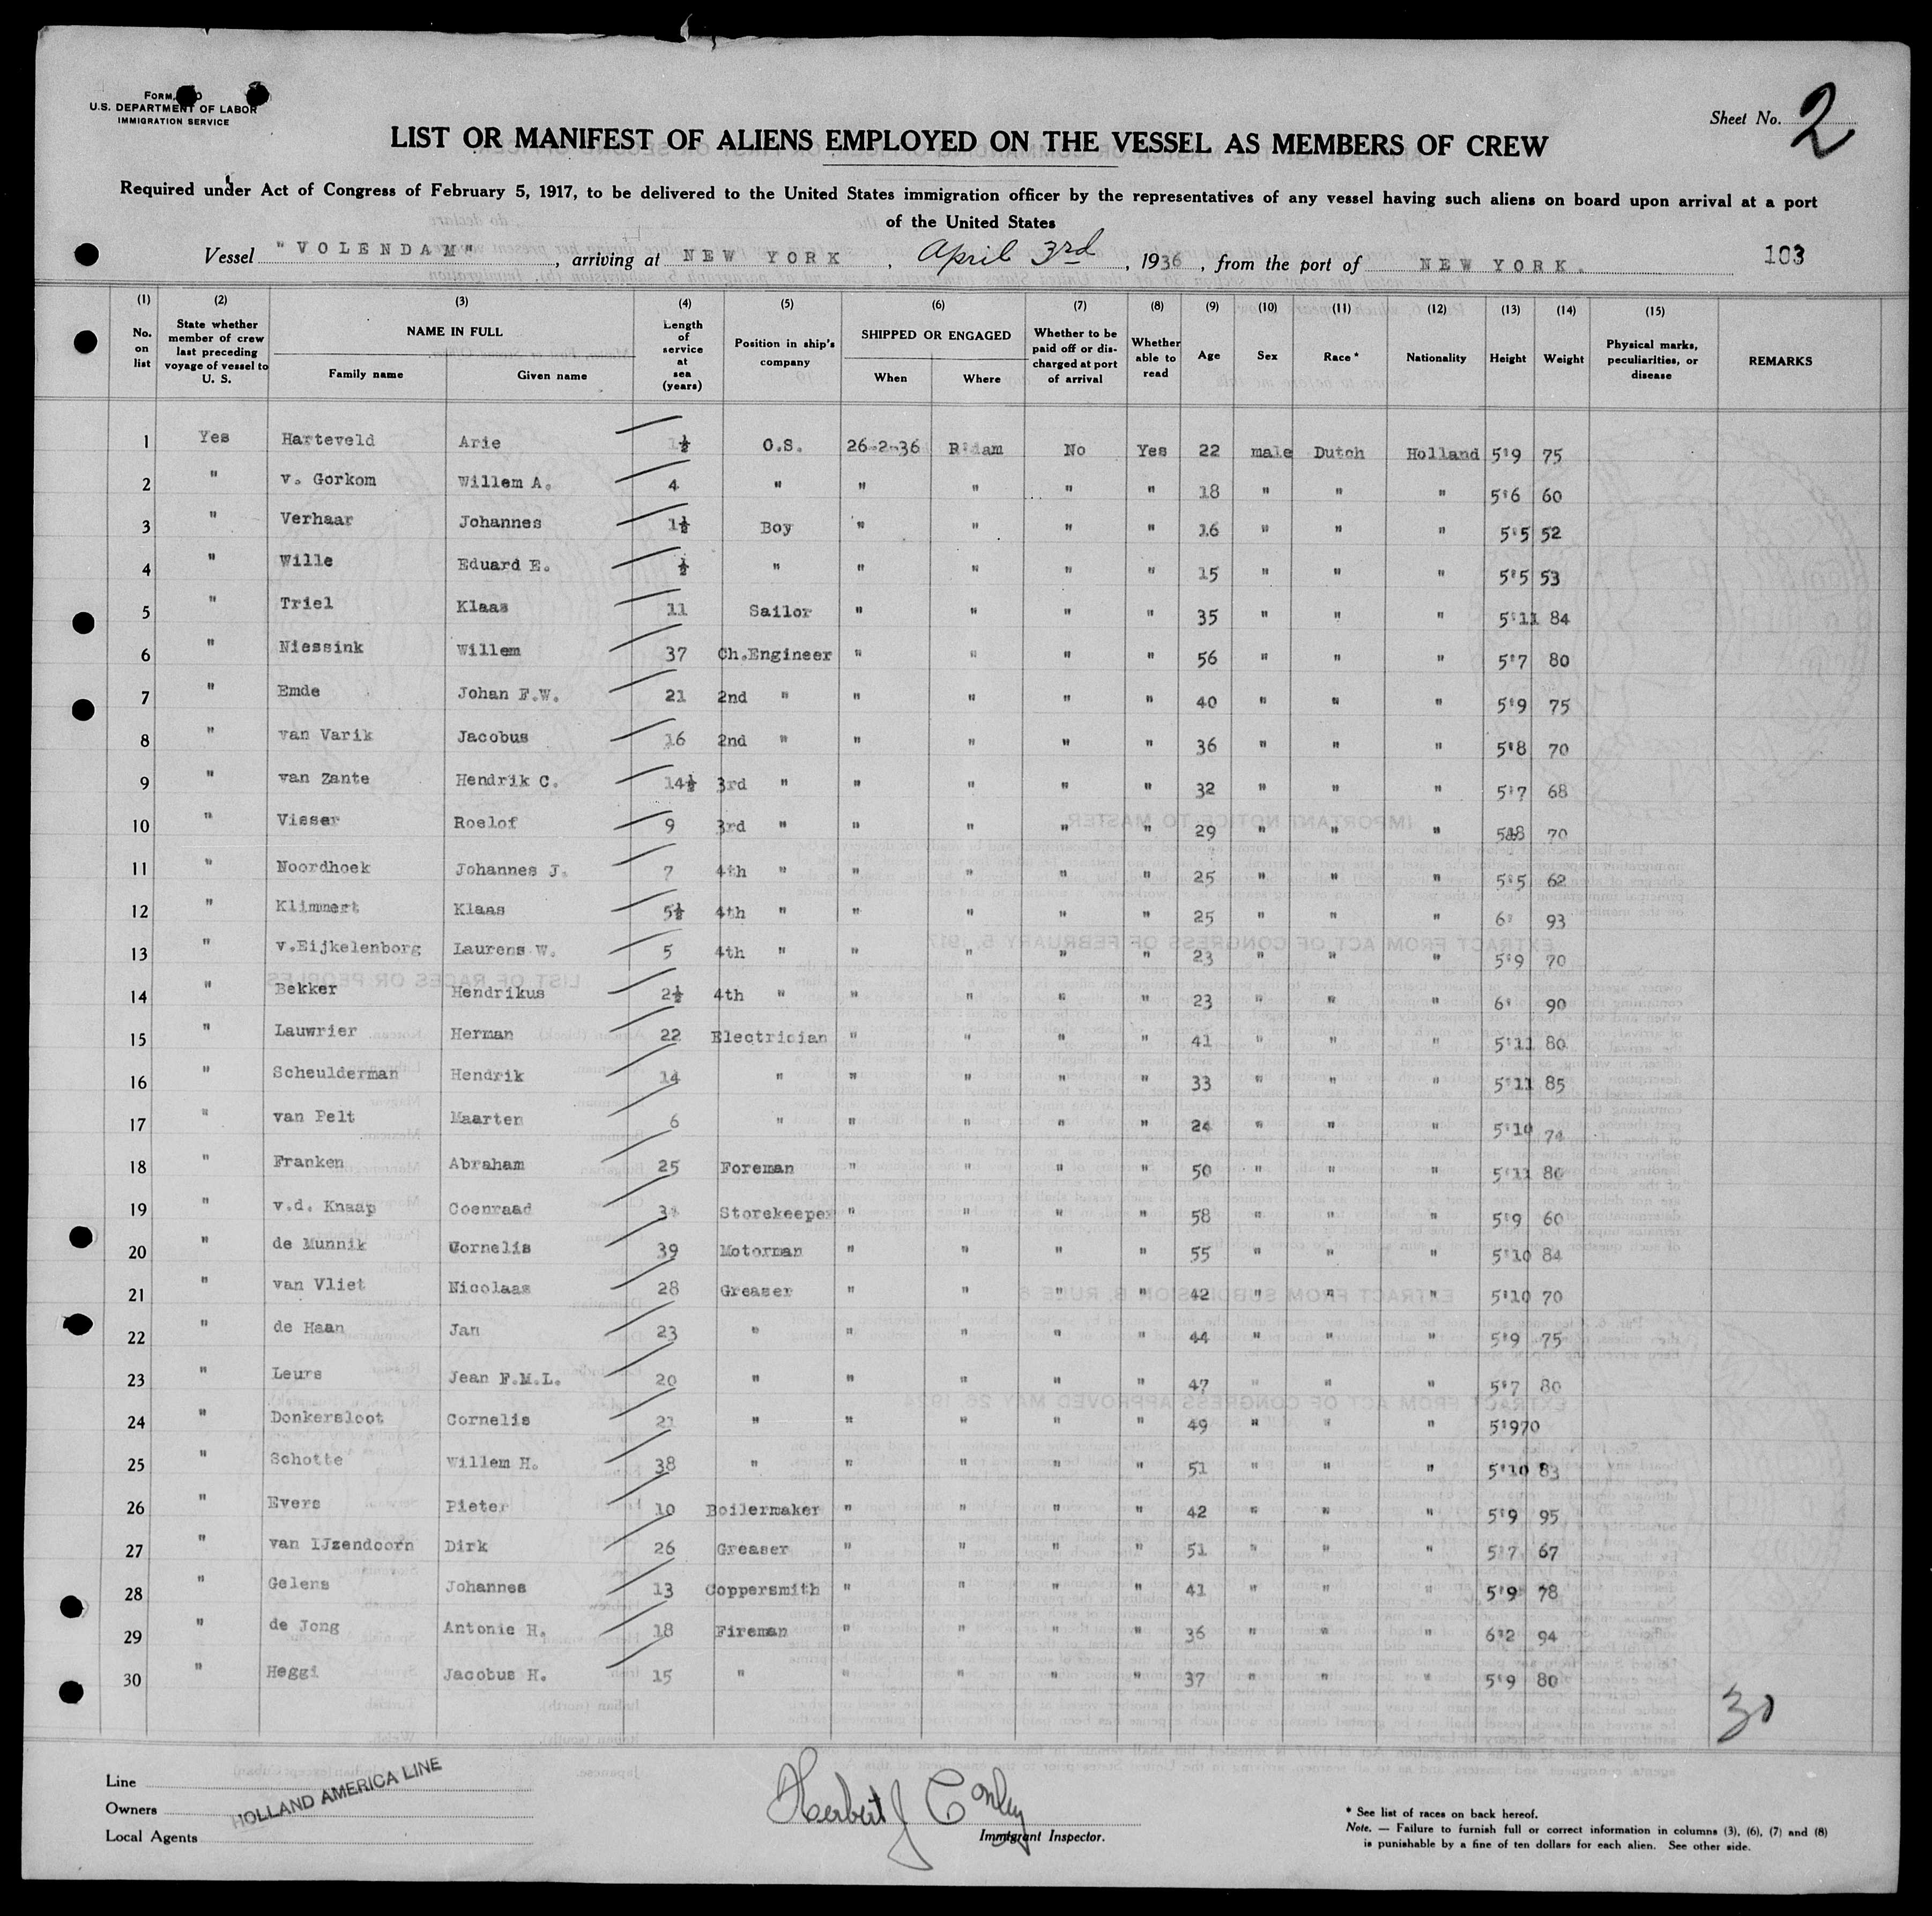 FORM
U.S. DEPARTMENT OF LABOR
IMMIGRATION SERVICE
Sheet No. 2
LIST OR MANIFEST OF ALIENS EMPLOYED ON THE VESSEL AS MEMBERS OF CREW
Required under Act of Congress of February 5, 1917, to be delivered to the United States immigration officer by the representatives of any vessel having such aliens on board upon arrival at a port
of the United States
Vessel "VOLENDAM", arriving at NEW YORK, April 3rd, 1936, from the port of NEW YORK. 103
(1) (2) (3) (4) (5) (6) (7) (8) (9) (10) (11) (12) (13) (14) (15)
No. on list State whether member of crew last preceding voyage of vessel to U. S. NAME IN FULL Family name Given name Length of service at sea (years) Position in ship's company SHIPPED OR ENGAGED When Where Whether to be paid off or discharged at port of arrival Whether able to read Age Sex Race * Nationality Height Weight Physical marks, peculiarities, or disease REMARKS
1 Yes Harteveld Arie 1½ O.S. 26-2-36 R'dam No Yes 22 male Dutch Holland 5'9 75
2 " v. Gorkom Willem A. 4 " " " " " 18 " " " 5'6 60
3 " Verhaar Johannes 1½ Boy " " " " 16 " " " 5'5 52
4 " Wille Eduard E. ½ " " " " " 15 " " " 5'5 53
5 " Triel Klaas 11 Sailor " " " " 35 " " " 5'11 84
6 " Niessink Willem 37 Ch.Engineer " " " " 56 " " " 5'7 80
7 " Emde Johan F.W. 21 2nd " " " " " 40 " " " 5'9 75
8 " van Varik Jacobus 16 2nd " " " " " 36 " " " 5'8 70
9 " van Zante Hendrik C. 14½ 3rd " " " " " 32 " " " 5'7 68
10 " Visser Roelof 9 3rd " " " " " 29 " " " 5'8 70
11 " Noordhoek Johannes J. 7 4th " " " " " 25 " " " 5'5 62
12 " Klimmert Klaas 5½ 4th " " " " " 25 " " " 6' 93
13 " v.Eijkelenborg Laurens W. 5 4th " " " " " 23 " " " 5'9 70
14 " Bekker Hendrikus 2½ 4th " " " " " 23 " " " 6' 90
15 " Lauwrier Herman 22 Electrician " " " " 41 " " " 5'11 80
16 " Scheulderman Hendrik 14 " " " " " 33 " " " 5'11 85
17 " van Pelt Maarten 6 " " " " " 24 " " " 5'10 74
18 " Franken Abraham 25 Foreman " " " " 50 " " " 5'11 80
19 " v.d. Knaap Coenraad Storekeeper " " " " 58 " " " 5'9 60
20 " de Munnik Cornelis 39 Motorman " " " " 55 " " " 5'10 84
21 " van Vliet Nicolaas 28 Greaser " " " " 42 " " " 5'10 70
22 " de Haan Jan 23 " " " " " 44 " " " 5'9 75
23 " Leurs Jean F.M.L. 20 " " " " " 47 " " " 5'7 80
24 " Donkersloot Cornelis 21 " " " " " 49 " " " 5'970
25 " Schotte Willem H. 38 " " " " " 51 " " " 5'10 83
26 " Evers Pieter 10 Boilermaker " " " " 42 " " " 5'9 95
27 " van IJzendoorn Dirk 26 Greaser " " " " 51 " " " 5'7 67
28 " Gelens Johannes 13 Coppersmith " " " " 41 " " " 5'9 78
29 " de Jong Antonie H. 18 Fireman " " " " 36 " " " 6'2 94
30 " Heggi Jacobus H. 15 " " " " " 37 " " " 5'9 80
30
Line
Owners HOLLAND AMERICA LINE
Local Agents
Herbert J Conley
Immigrant Inspector.
* See list of races on back hereof.
Note. — Failure to furnish full or correct information in columns (3), (6), (7) and (8)
is punishable by a fine of ten dollars for each alien. See other side.